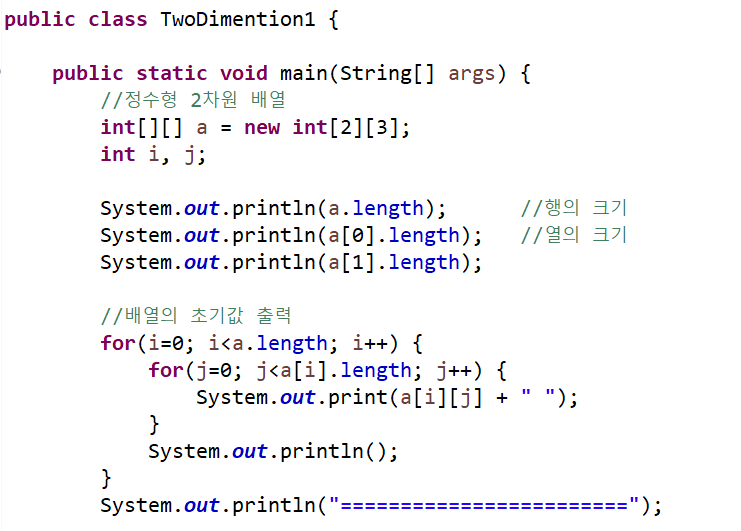 public class TwoDimention1 {
public static void main(String[] args) {
//정수형 2차원 배열
int[][] a = new int[2][3];
int i, j;
System.out.println(a.length); //행의 크기
System.out.println(a[0].length); //열의 크기
System.out.println(a[1].length);
//배열의 초기값 출력
for(i=0; i<a.length; i++) {
for(j=0; j<a[i].length; j++) {
System.out.print(a[i][j] + " ");
}
System.out.println();
}
System.out.println("========================");